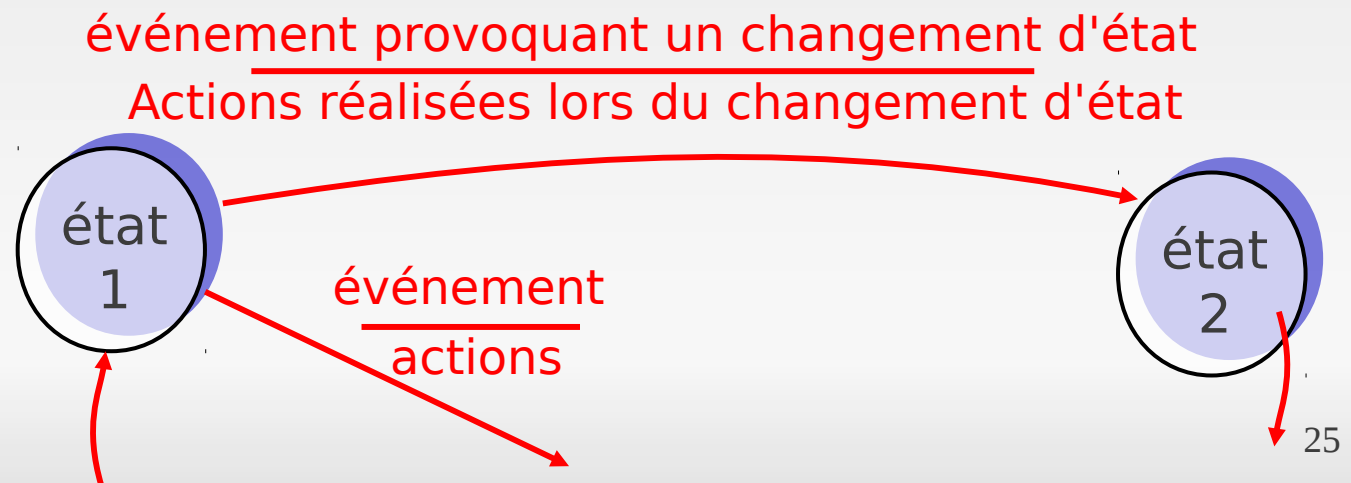 événement provoquant un changement d'état
Actions réalisées lors du changement d'état
état
1
état
2
événement
actions
25